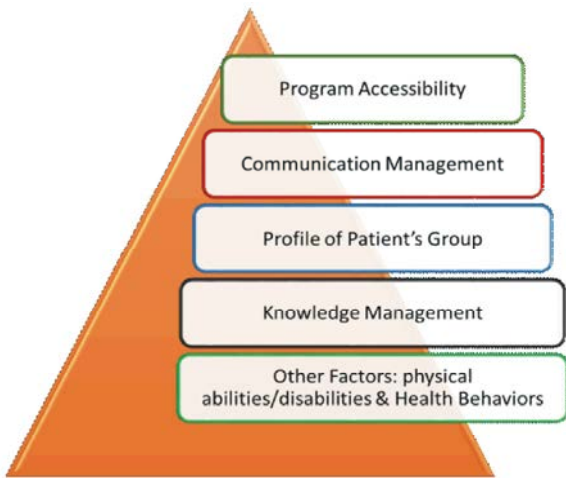 Program Accessibility
Communication Management
Profile of Patient's Group
Knowledge Management
Other Factors: physical
abilities/disabilities & Health Behaviors